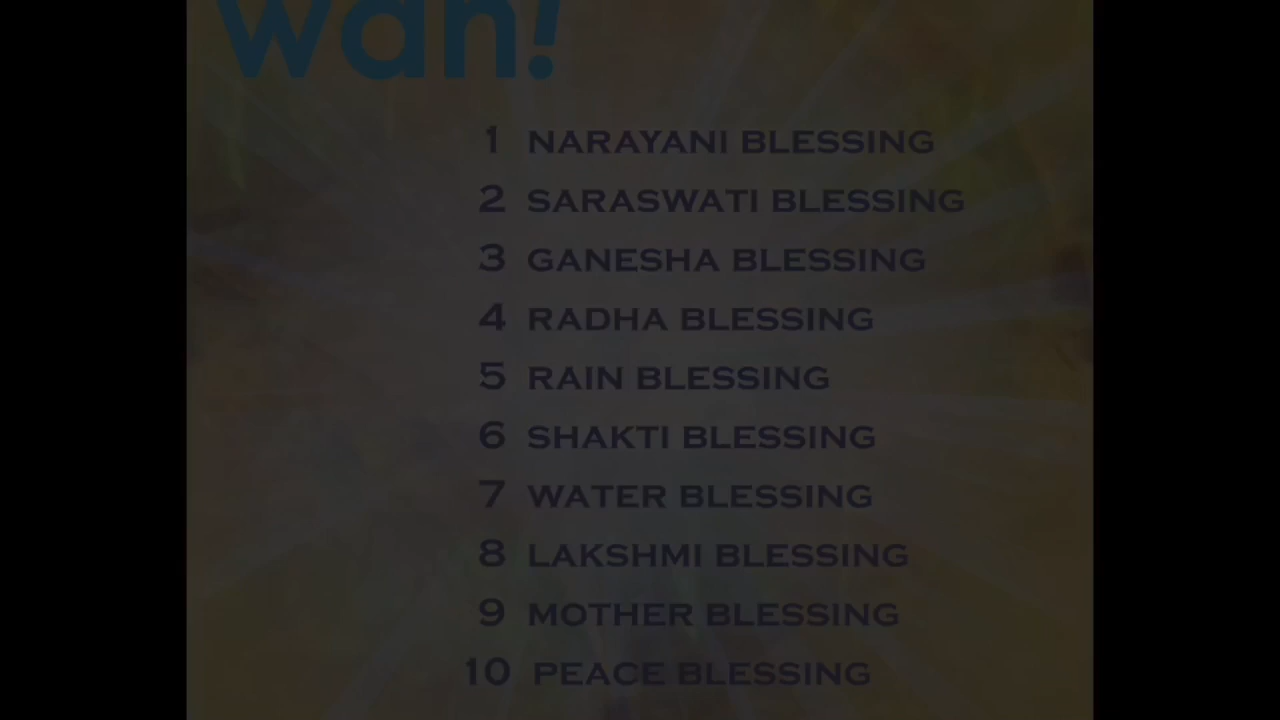 wan!
1 NARAYANI BLESSING
2 SARASWATI BLESSING
3 GANESHA BLESSING
4 RADHA BLESSING
5 RAIN BLESSING
6 SHAKTI BLESSING
7 WATER BLESSING
8 LAKSHMI BLESSING
9 MOTHER BLESSING
10 PEACE BLESSING